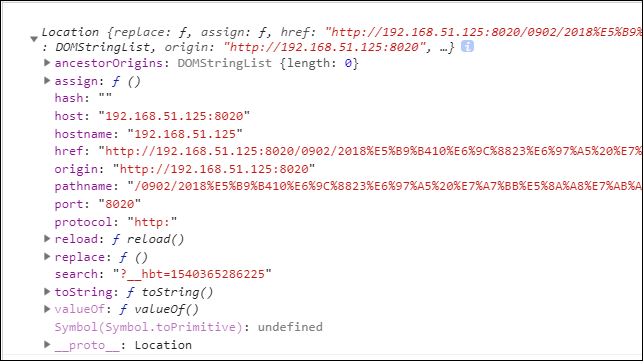 Location {replace: ƒ, assign: ƒ, href: "http://192.168.51.125:8020/0902/2018%E5%B9%
: DOMStringList, origin: "http://192.168.51.125:8020", …} i
ancestorOrigins: DOMStringList {length: 0}
assign: ƒ ()
hash: ""
host: "192.168.51.125:8020"
hostname: "192.168.51.125"
href: "http://192.168.51.125:8020/0902/2018%E5%B9%B410%E6%9C%8823%E6%97%A5%20%E7%
origin: "http://192.168.51.125:8020"
pathname: "/0902/2018%E5%B9%B410%E6%9C%8823%E6%97%A5%20%E7%A7%BB%E5%8A%A8%E7%AB%A
port: "8020"
protocol: "http:"
reload: ƒ reload()
replace: ƒ ()
search: "?__hbt=1540365286225"
toString: ƒ toString()
valueOf: ƒ valueOf()
Symbol(Symbol.toPrimitive): undefined
__proto__: Location